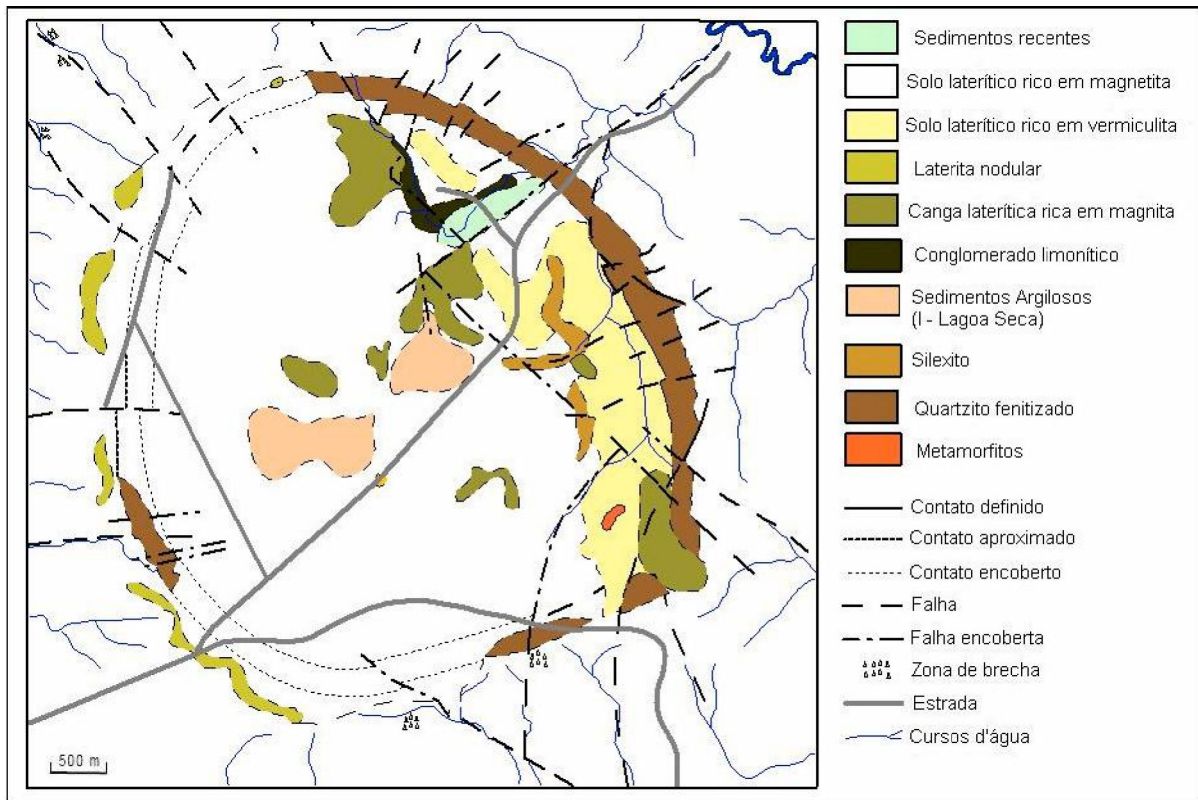 Sedimentos recentes
Solo laterítico rico em magnetita
Solo laterítico rico em vermiculita
Laterita nodular
Canga laterítica rica em magnita
Conglomerado limonítico
Sedimentos Argilosos
(I - Lagoa Seca)
Silexito
Quartzito fenitizado
Metamorfitos
Contato definido
Contato aproximado
Contato encoberto
Falha
Falha encoberta
Zona de brecha
Estrada
Cursos d'água
500 m